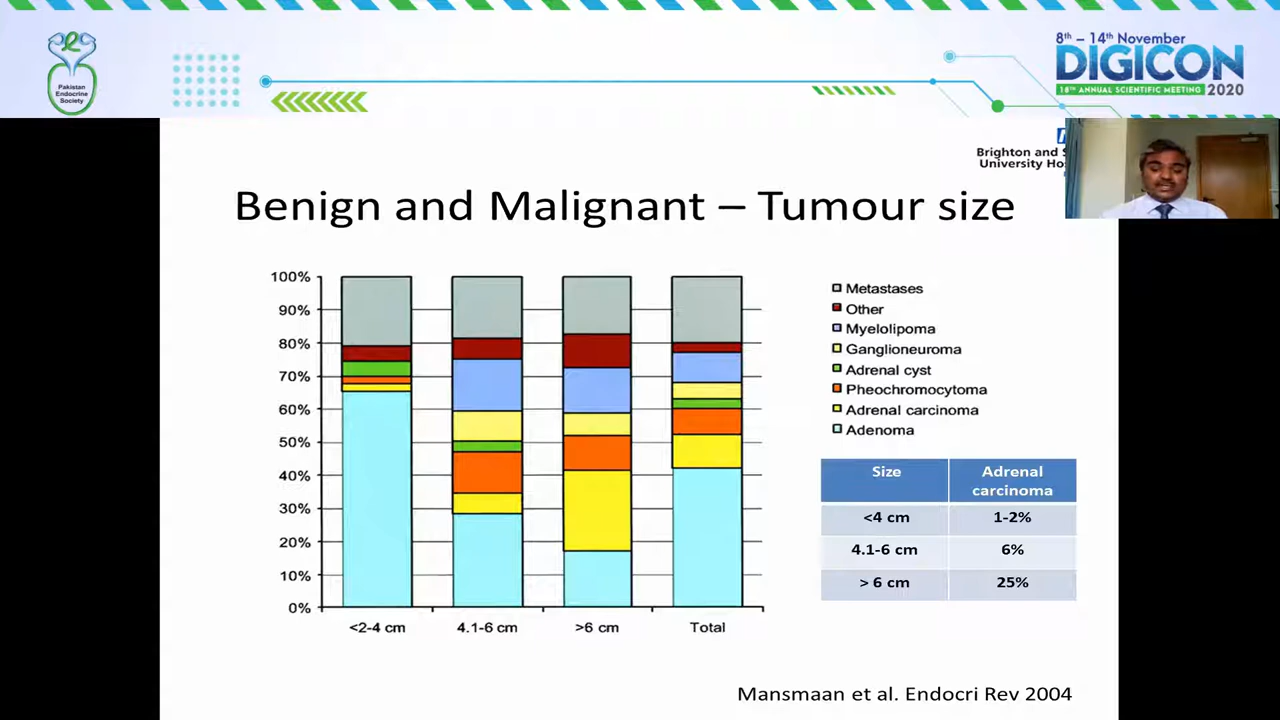 Pakistan
Endocrine
Society
8th – 14th November
DIGICON
16TH ANNUAL SCIENTIFIC MEETING 2020
Brighton and
University
Benign and Malignant – Tumour size
100%
90%
80%
70%
60%
50%
40%
30%
20%
10%
0%
<2-4 cm
4.1-6 cm
>6 cm
Total
Metastases
Other
Myelolipoma
Ganglioneuroma
Adrenal cyst
Pheochromocytoma
Adrenal carcinoma
Adenoma
Size
Adrenal
carcinoma
<4 cm 1-2%
4.1-6 cm 6%
> 6 cm 25%
Mansmaan et al. Endocri Rev 2004